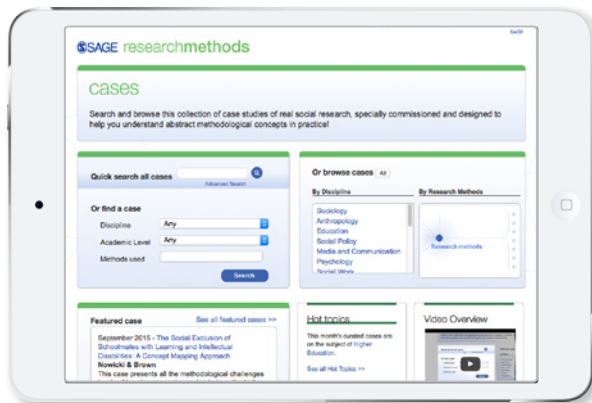 SAGE
SAGE researchmethods
cases
Search and browse this collection of case studies of real social research, specially commissioned and designed to
help you understand abstract methodological concepts in practice!
Quick search all cases
Advanced Search
Or find a case
Discipline Any
Academic Level Any
Methods used
Search
Or browse cases All
By Discipline
Sociology
Anthropology
Education
Social Policy
Media and Communication
Psychology
Social Work
By Research Methods
Research methods
Featured case See all featured cases >>
September 2015 - The Social Exclusion of
Schoolmates with Learning and Intellectual
Disabilities: A Concept Mapping Approach
Nowicki & Brown
This case presents all the methodological challenges
Hot topics
This month's curated cases are
on the subject of Higher
Education.
See all Hot Topics >>
Video Overview